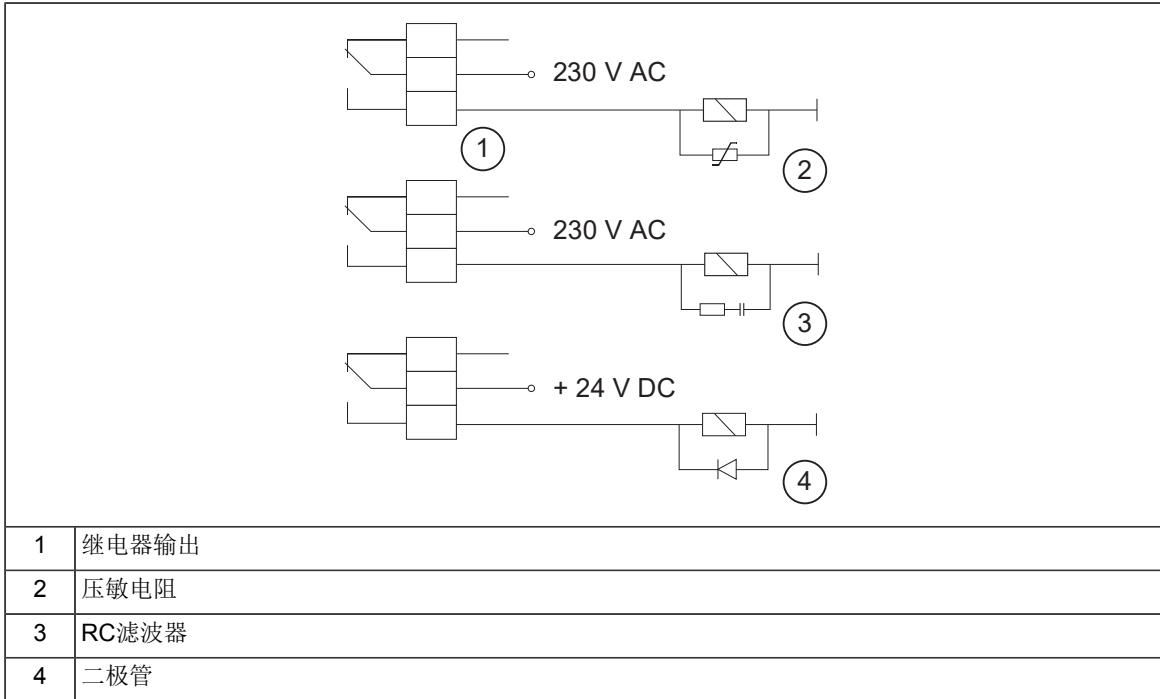 230 V AC
1
2
230 V AC
3
+ 24 V DC
4
1 继电器输出
2 压敏电阻
3 RC滤波器
4 二极管